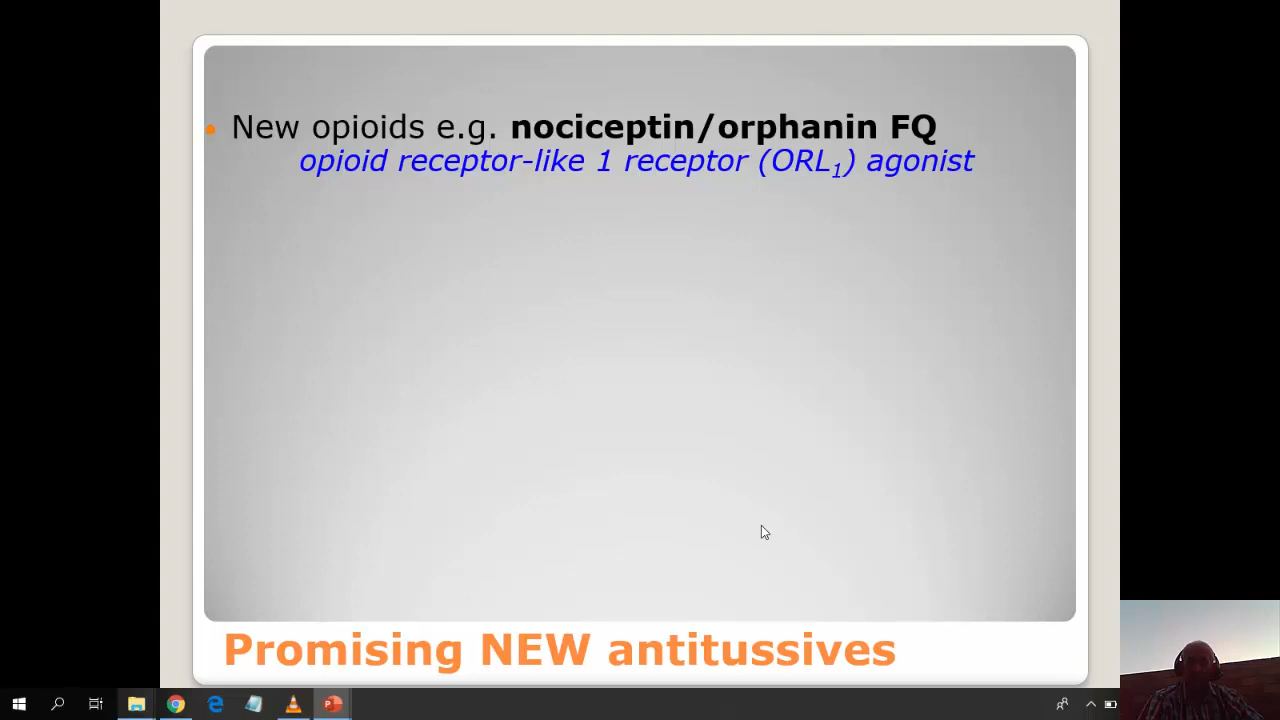 New opioids e.g. nociceptin/orphanin FQ
opioid receptor-like 1 receptor (ORL₁) agonist
Promising NEW antitussives